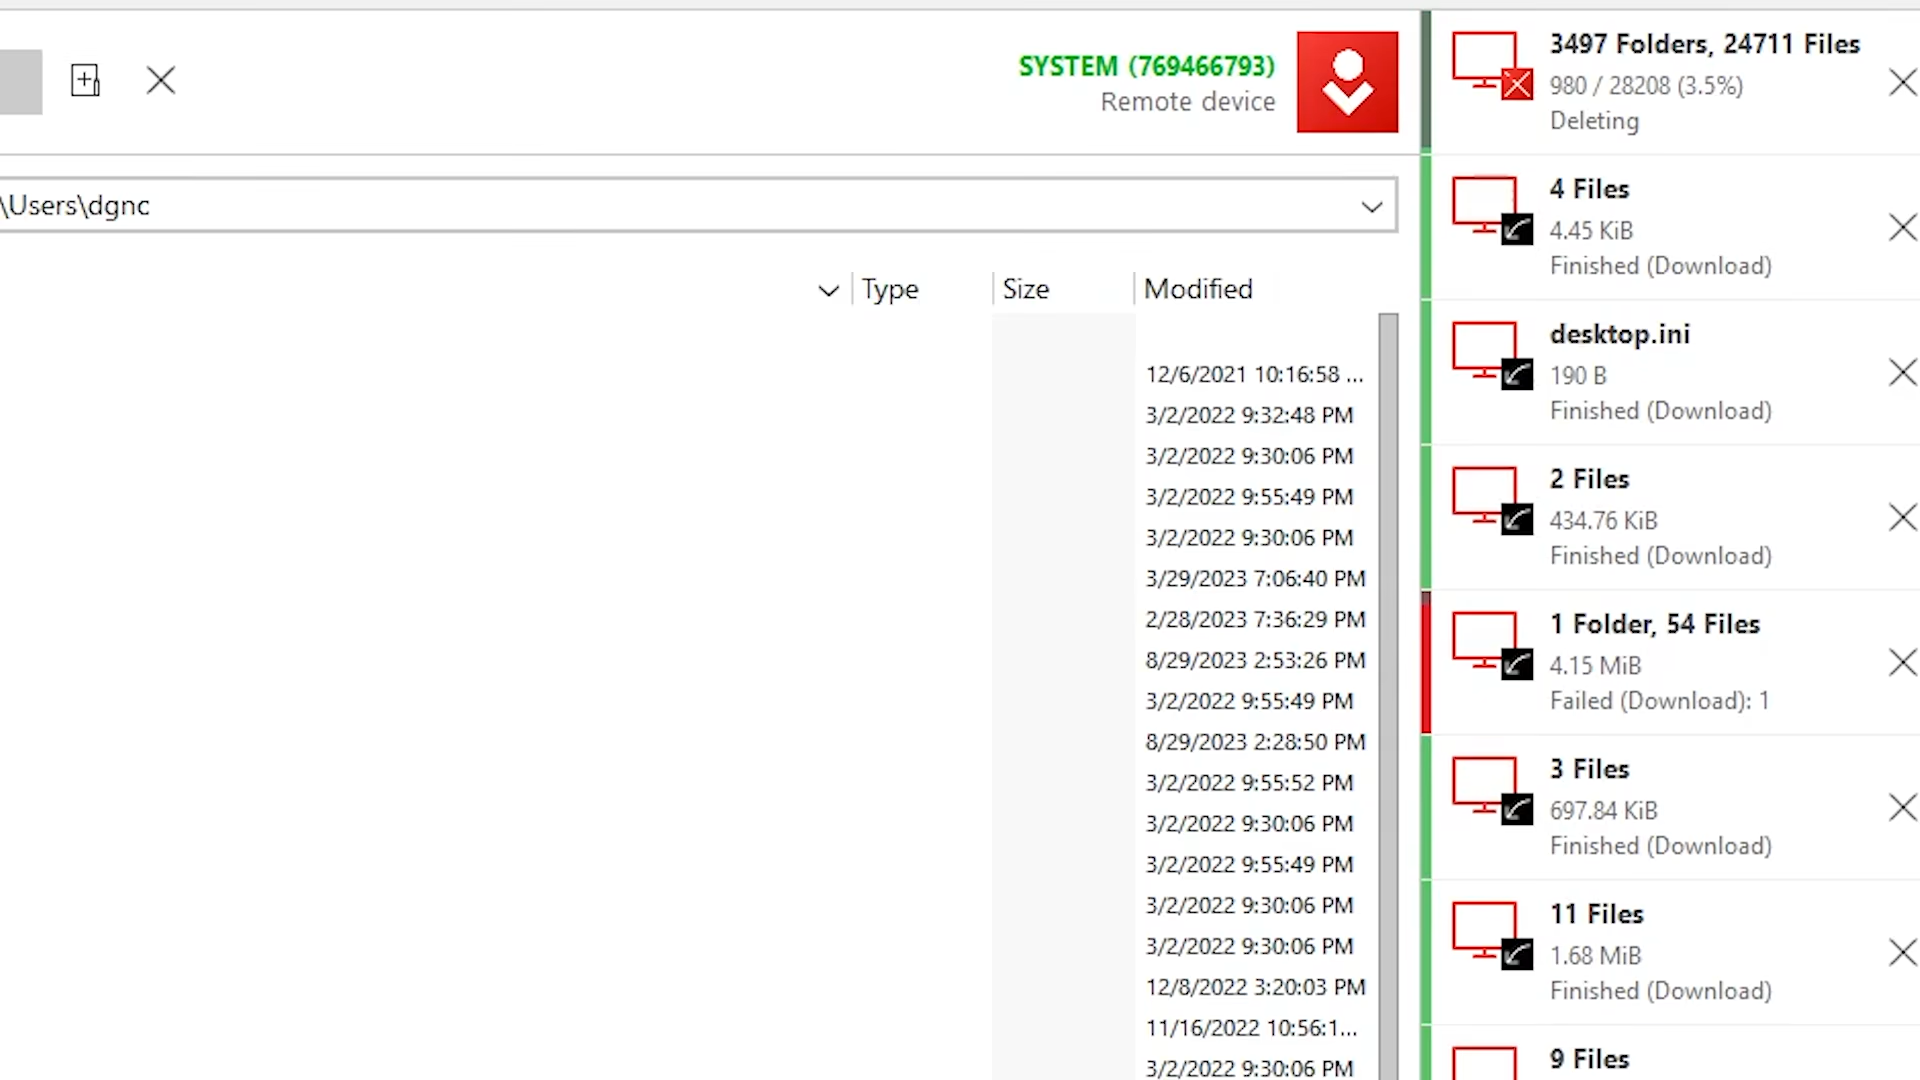 SYSTEM (769466793)
Remote device
\Users\dgnc
Type
Size
Modified
12/6/2021 10:16:58 ...
3/2/2022 9:32:48 PM
3/2/2022 9:30:06 PM
3/2/2022 9:55:49 PM
3/2/2022 9:30:06 PM
3/29/2023 7:06:40 PM
2/28/2023 7:36:29 PM
8/29/2023 2:53:26 PM
3/2/2022 9:55:49 PM
8/29/2023 2:28:50 PM
3/2/2022 9:55:52 PM
3/2/2022 9:30:06 PM
3/2/2022 9:55:49 PM
3/2/2022 9:30:06 PM
3/2/2022 9:30:06 PM
12/8/2022 3:20:03 PM
11/16/2022 10:56:1...
3/2/2022 9:30:06 PM
3497 Folders, 24711 Files
980 / 28208 (3.5%)
Deleting
4 Files
4.45 KiB
Finished (Download)
desktop.ini
190 B
Finished (Download)
2 Files
434.76 KiB
Finished (Download)
1 Folder, 54 Files
4.15 MiB
Failed (Download): 1
3 Files
697.84 KiB
Finished (Download)
11 Files
1.68 MiB
Finished (Download)
9 Files